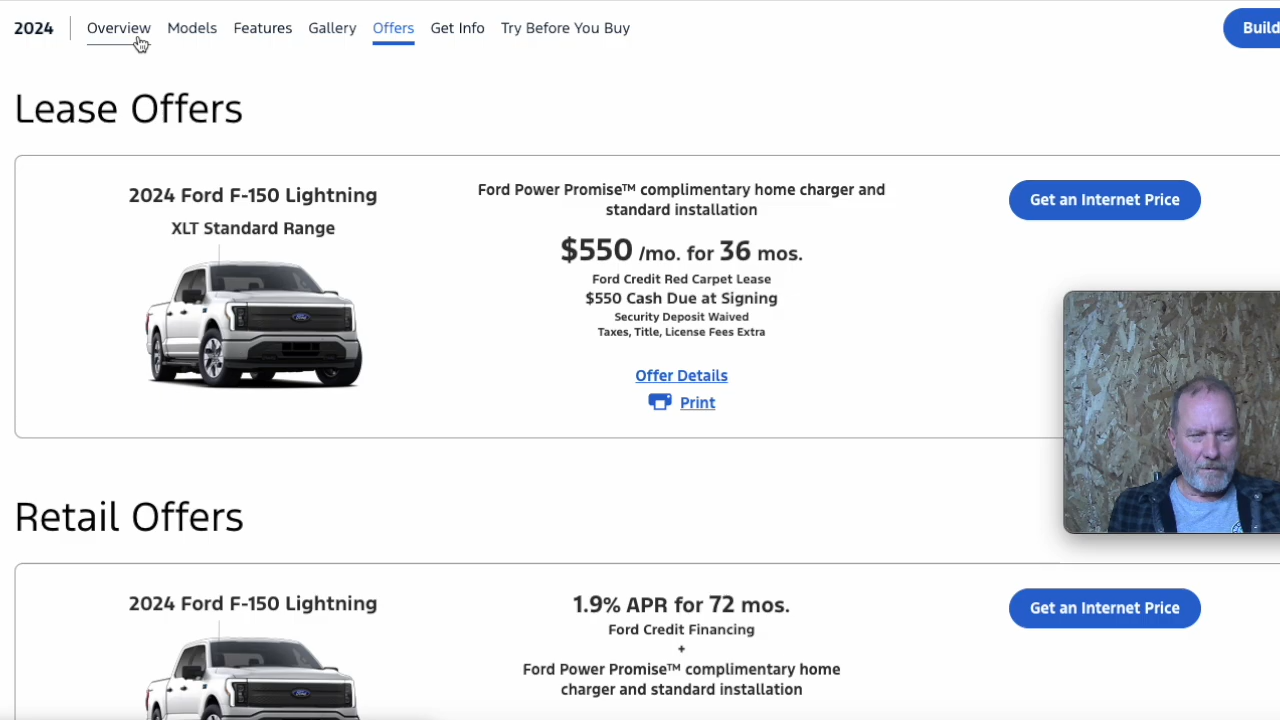 2024 Overview Models Features Gallery Offers Get Info Try Before You Buy Build
Lease Offers
2024 Ford F-150 Lightning
XLT Standard Range
Ford Power Promise™ complimentary home charger and
standard installation
$550 /mo. for 36 mos.
Ford Credit Red Carpet Lease
$550 Cash Due at Signing
Security Deposit Waived
Taxes, Title, License Fees Extra
Offer Details
Print
Get an Internet Price
Retail Offers
2024 Ford F-150 Lightning
1.9% APR for 72 mos.
Ford Credit Financing
+
Ford Power Promise™ complimentary home
charger and standard installation
Get an Internet Price